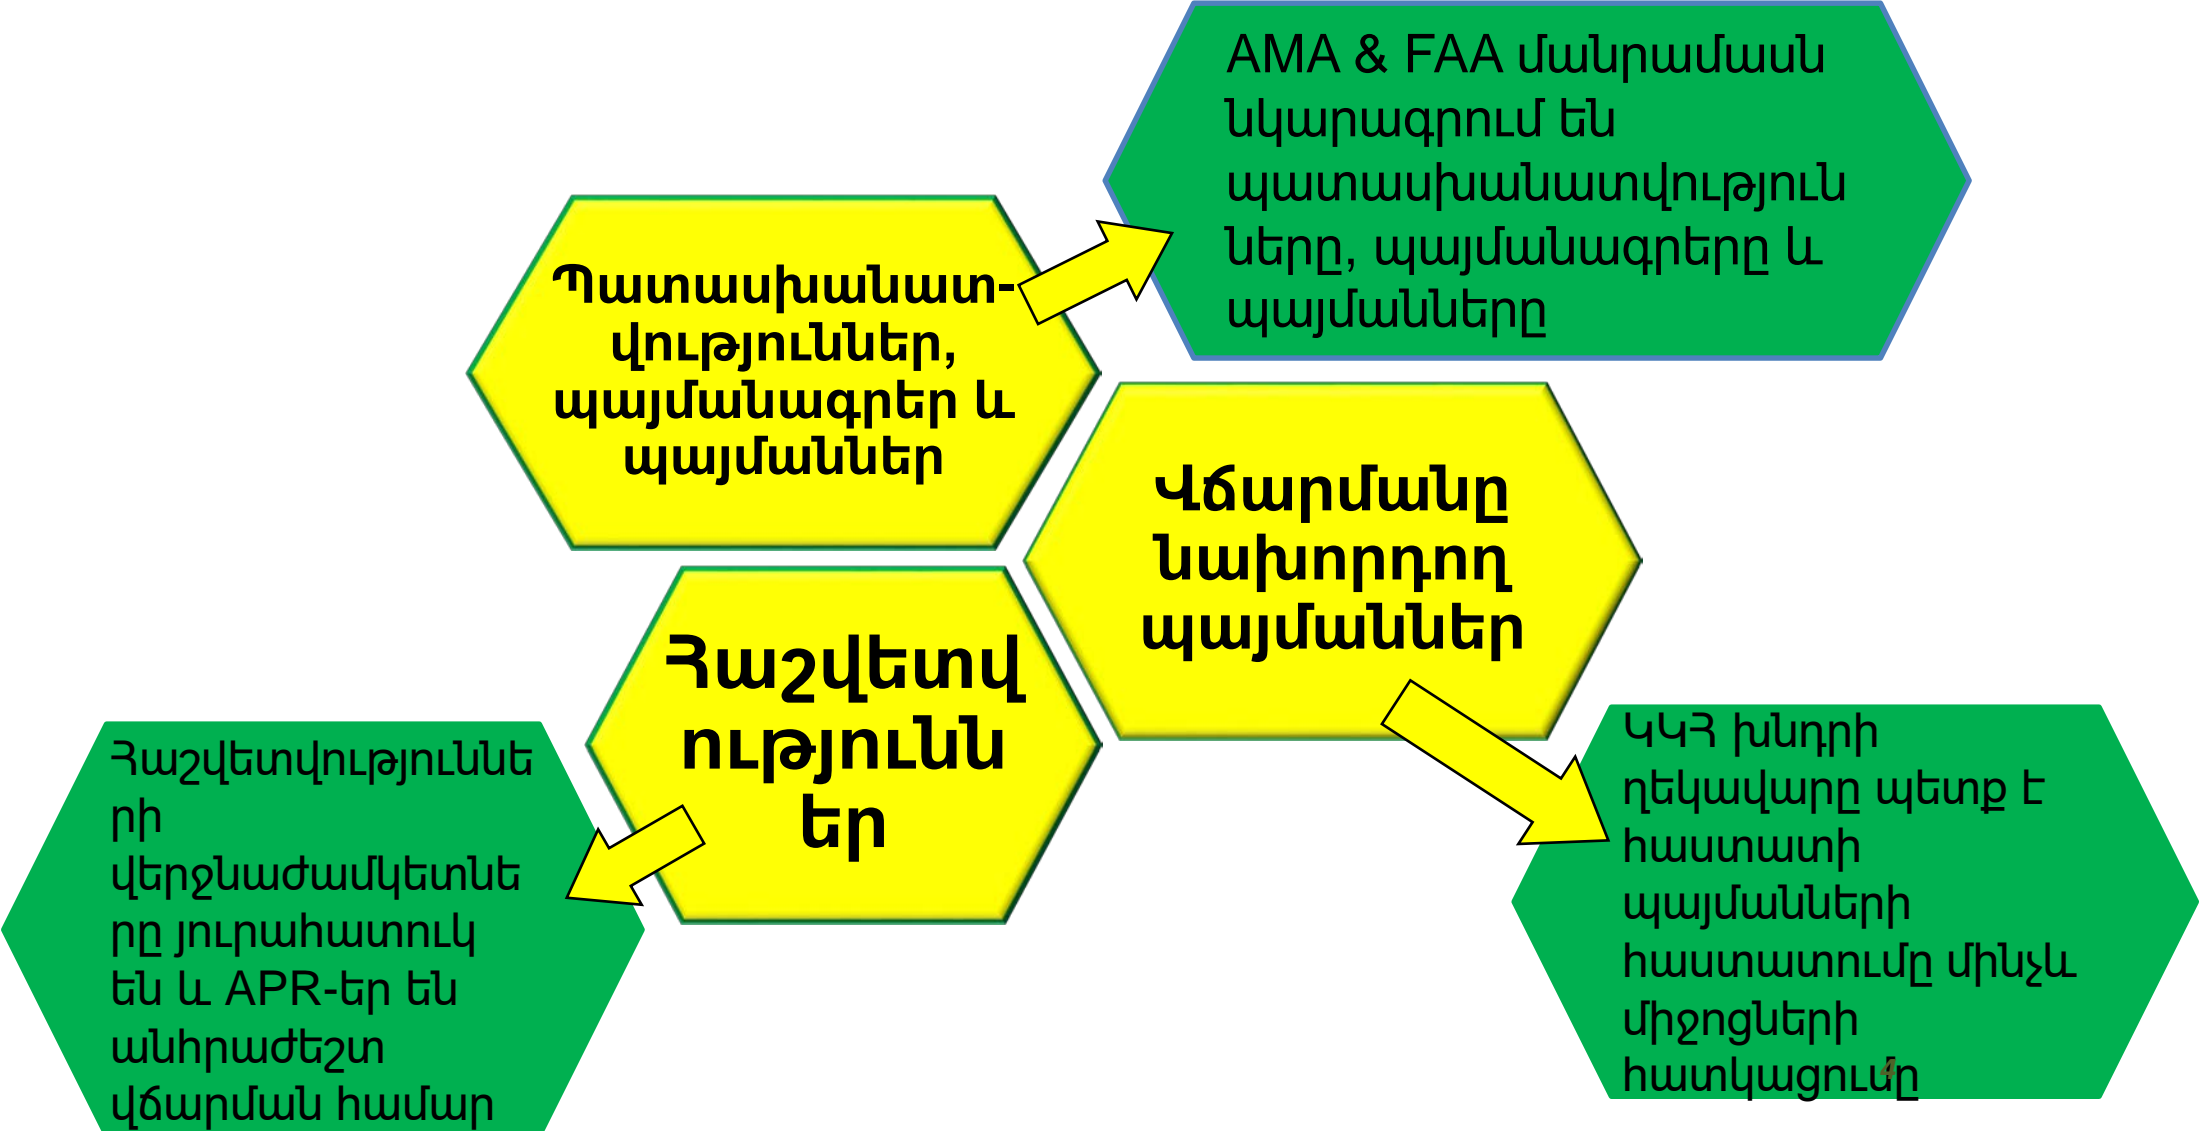 AMA & FAA մանրամասն
նկարագրում են
պատասխանատվություն
ները, պայմանագրերը և
պայմանները
Պատասխանատ-
վություններ,
պայմանագրեր և
պայմաններ
Վճարմանը
նախորդող
պայմաններ
Հաշվետվ
ությունն
եր
Հաշվետվություննե
րի
վերջնաժամկետնե
րը յուրահատուկ
են և APR-եր են
անհրաժեշտ
վճարման համար
ԿԿՀ խնդրի
ղեկավարը պետք է
հաստատի
պայմանների
հաստատումը մինչև
միջոցների
հատկացումը
4